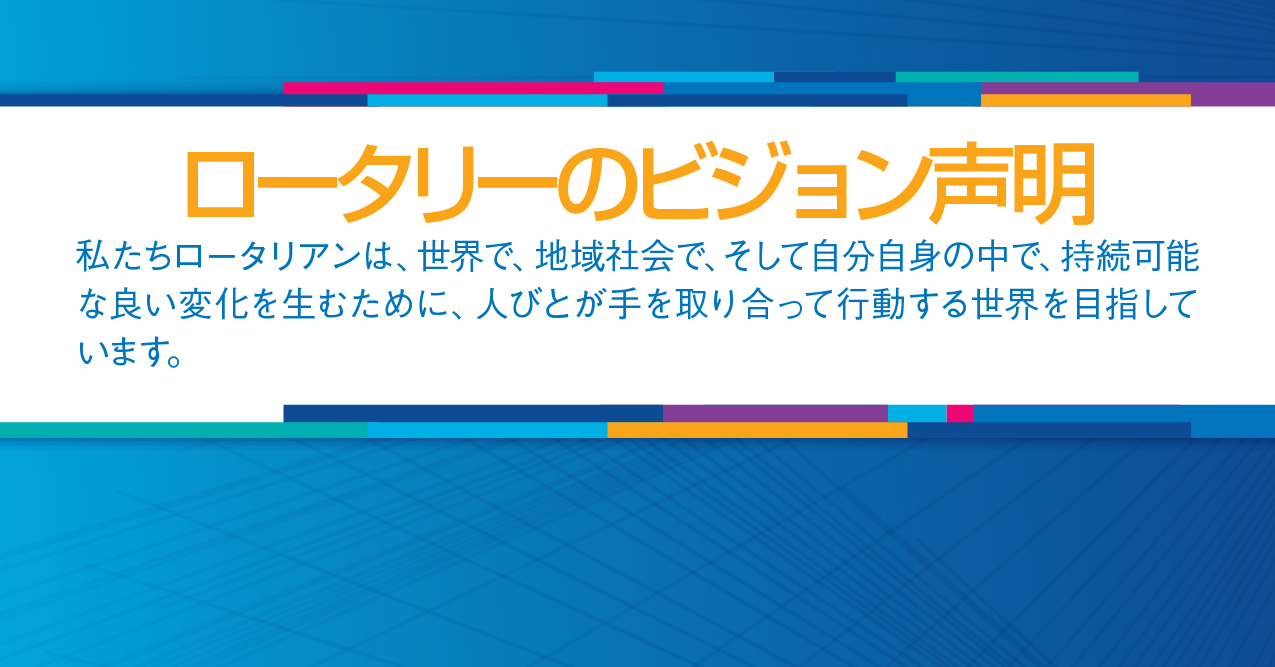 ロータリーのビジョン声明
私たちロータリアンは、世界で、地域社会で、そして自分自身の中で、持続可能
な良い変化を生むために、人びとが手を取り合って行動する世界を目指して
います。